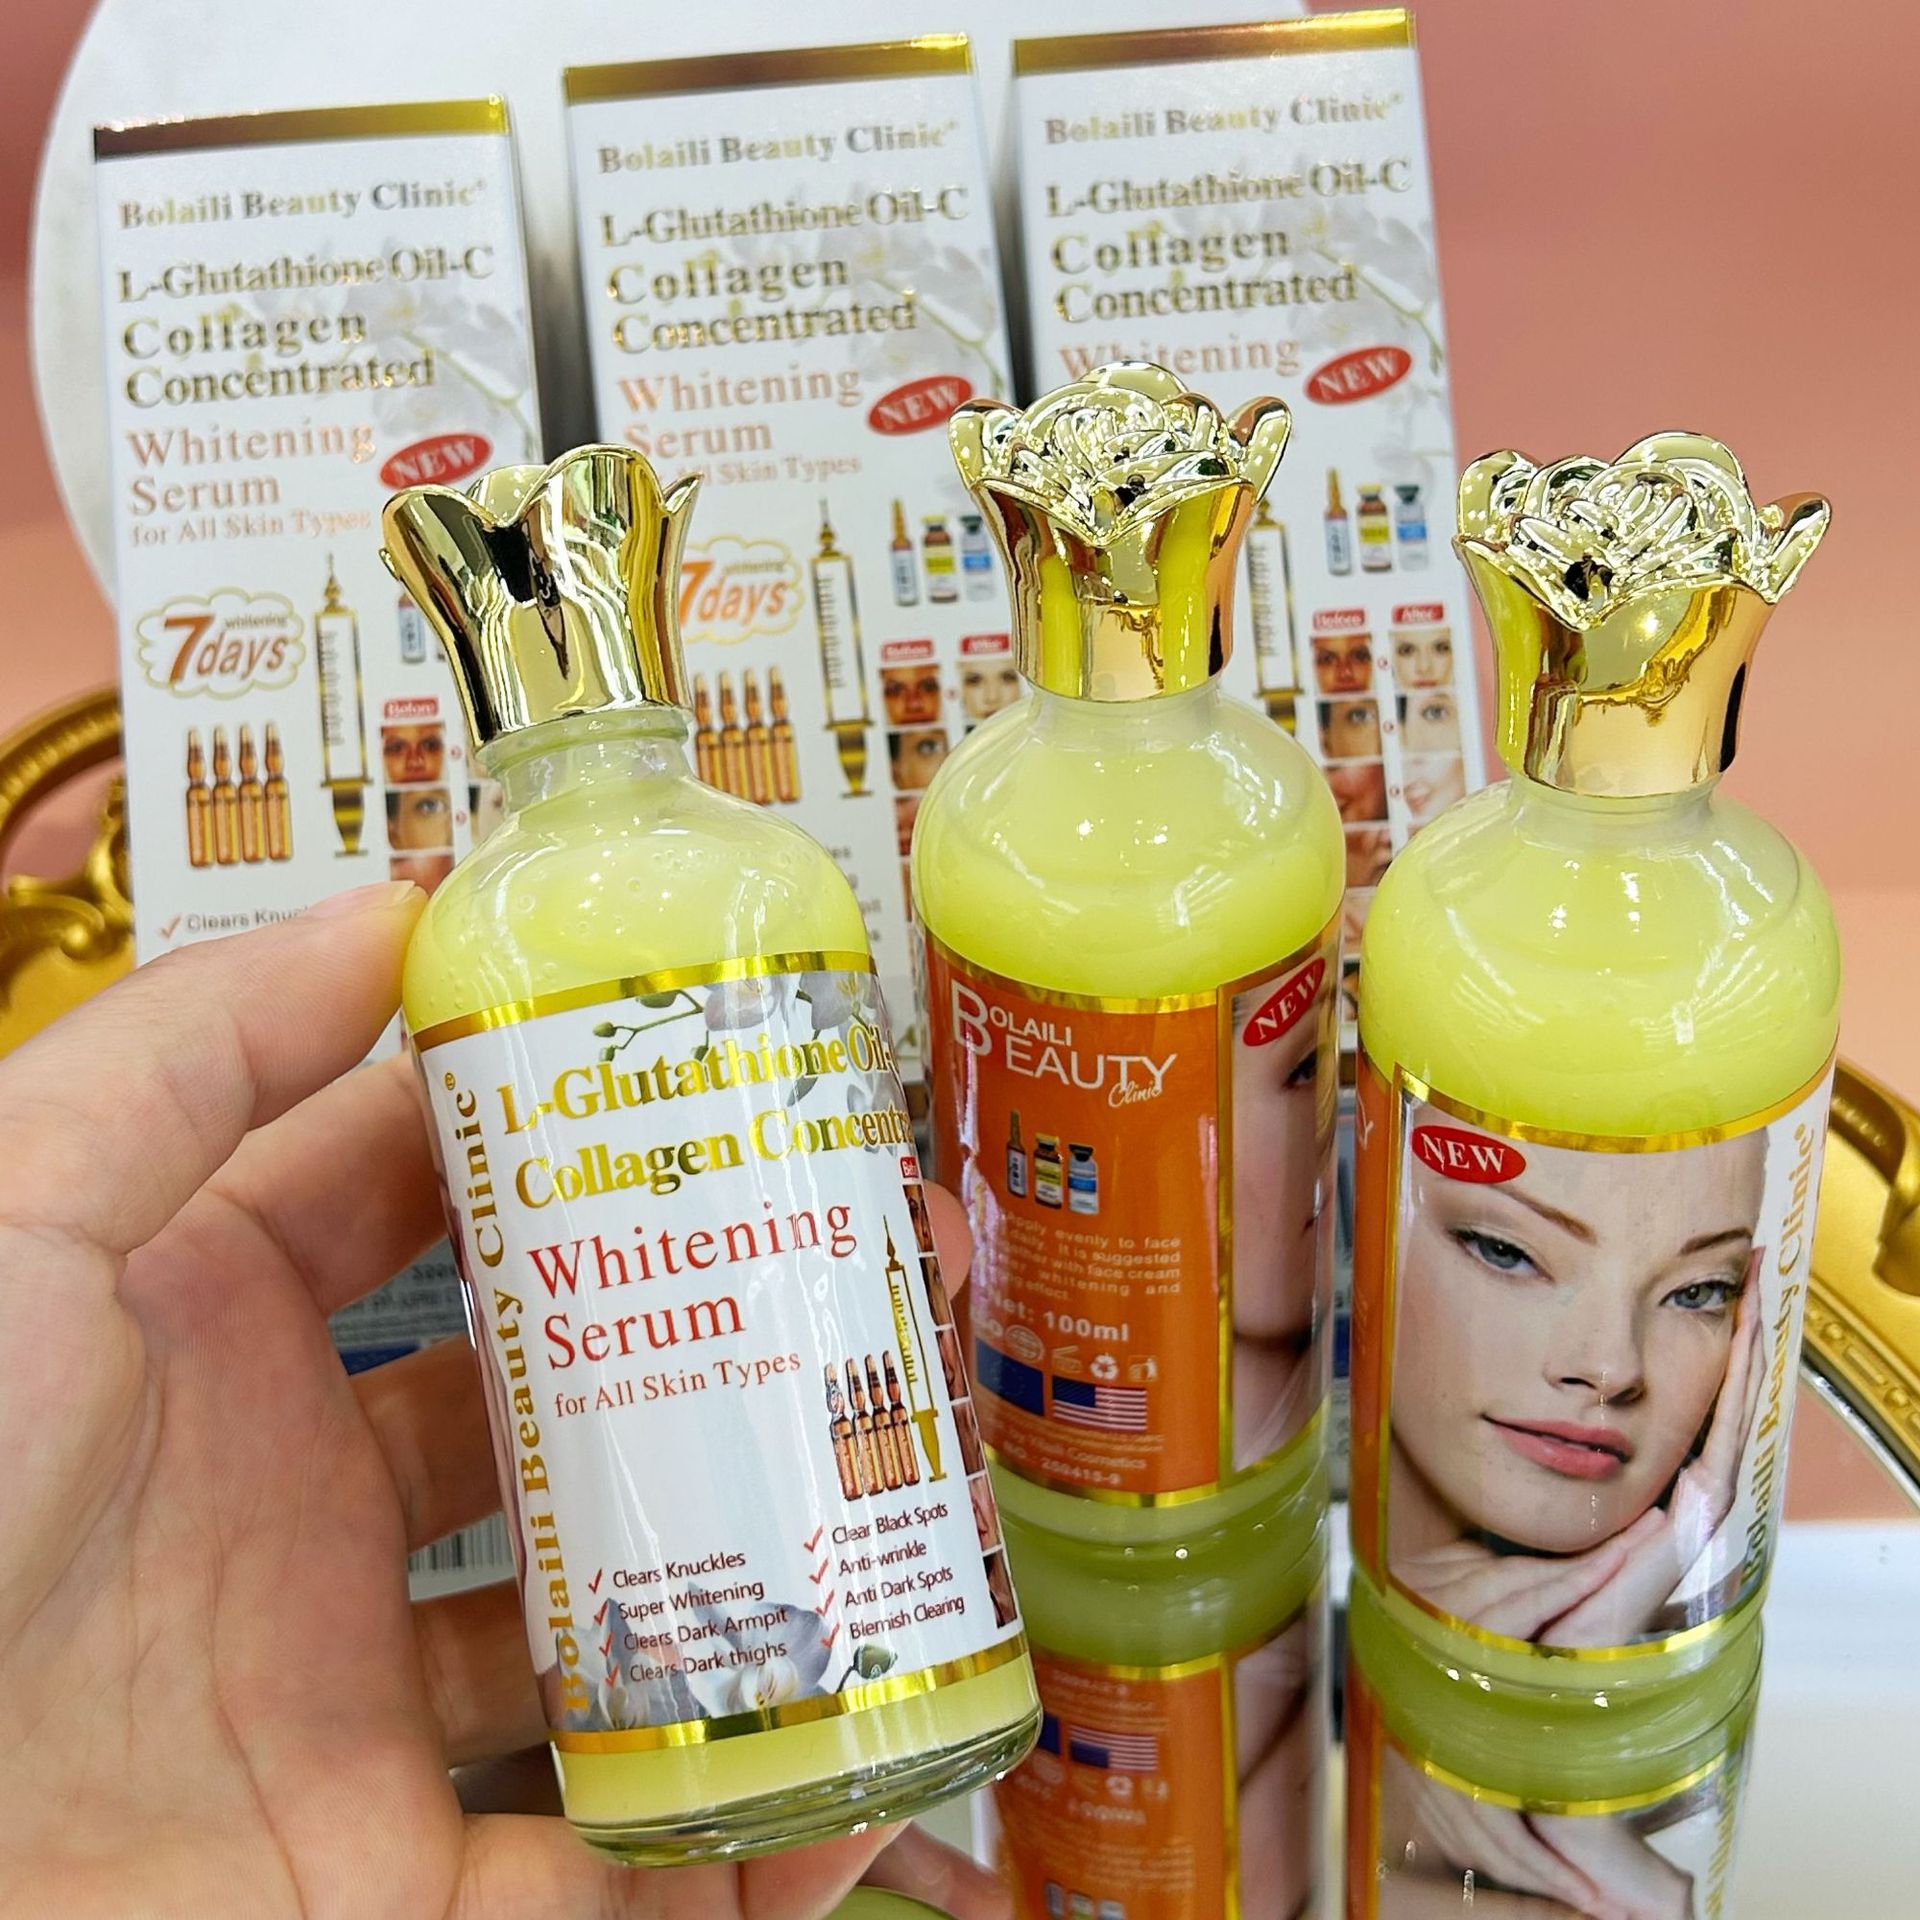 Bolaili Beauty Clinic®
L-Glutathione Oil-C
Collagen
Concentrated
Whitening
Serum
for All Skin Types
NEW
7days
whitening
Before
✓ Clears
Bolaili Beauty Clinic®
L-Glutathione Oil-C
Collagen
Concentrated
Whitening
Serum
All Skin Types
NEW
7days
whitening
Before
After
Bolaili Beauty Clinic®
L-Glutathione Oil-C
Collagen
Concentrated
Whitening
NEW
Before
After
Bolaili Beauty Clinic®
L-Glutathione Oil-
Collagen
Whitening
Serum
for All Skin Types
✓ Clears Knuckles
✓ Super Whitening
✓ Clears Dark Armpit
✓ Clears Dark thighs
✓ Clear Black Spots
✓ Anti-wrinkle
✓ Anti Dark Spots
✓ Blemish Clearing
BOLAILI
BEAUTY
Clinic
NEW
Apply evenly to face
daily. It is suggested
with face cream
whitening and
effect.
Net: 100ml
Cosmetics
NEW
Bolaili Beauty Clinic®